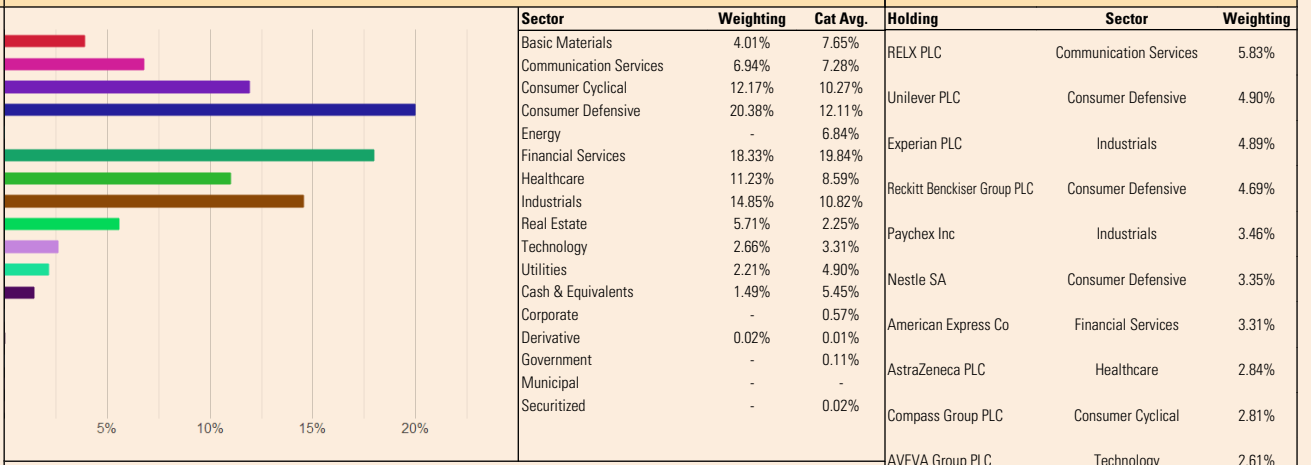 Sector Weighting Cat Avg.
Basic Materials 4.01% 7.65%
Communication Services 6.94% 7.28%
Consumer Cyclical 12.17% 10.27%
Consumer Defensive 20.38% 12.11%
Energy - 6.84%
Financial Services 18.33% 19.84%
Healthcare 11.23% 8.59%
Industrials 14.85% 10.82%
Real Estate 5.71% 2.25%
Technology 2.66% 3.31%
Utilities 2.21% 4.90%
Cash & Equivalents 1.49% 5.45%
Corporate - 0.57%
Derivative 0.02% 0.01%
Government - 0.11%
Municipal - -
Securitized - 0.02%
5% 10% 15% 20%
Holding Sector Weighting
RELX PLC Communication Services 5.83%
Unilever PLC Consumer Defensive 4.90%
Experian PLC Industrials 4.89%
Reckitt Benckiser Group PLC Consumer Defensive 4.69%
Paychex Inc Industrials 3.46%
Nestle SA Consumer Defensive 3.35%
American Express Co Financial Services 3.31%
AstraZeneca PLC Healthcare 2.84%
Compass Group PLC Consumer Cyclical 2.81%
AVEVA Group PLC Technology 2.61%